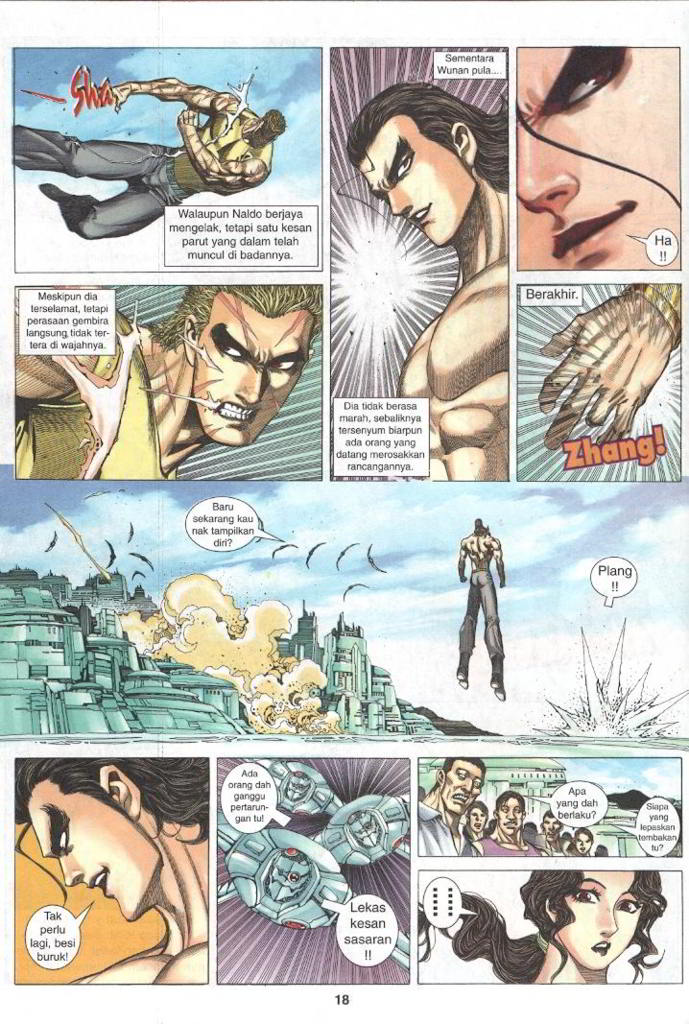 Sha
Walaupun Naldo berjaya
mengelak, tetapi satu kesan
parut yang dalam telah
muncul di badannya.
Sementara
Wunan pula....
Dia tidak berasa
marah, sebaliknya
tersenyum biarpun
ada orang yang
datang merosakkan
rancangannya.
Ha
!!
Meskipun dia
terselamat, tetapi
perasaan gembira
langsung tidak ter-
tera di wajahnya.
Berakhir.
Zhang!
Baru
sekarang kau
nak tampilkan
diri?
Plang
!!
Tak
perlu
lagi, besi
buruk!
Ada
orang dah
ganggu
pertarun-
gan tu!
Lekas
kesan
sasaran
!!
Apa
yang dah
berlaku?
Siapa
yang
lepaskan
tembakan
tu?
18